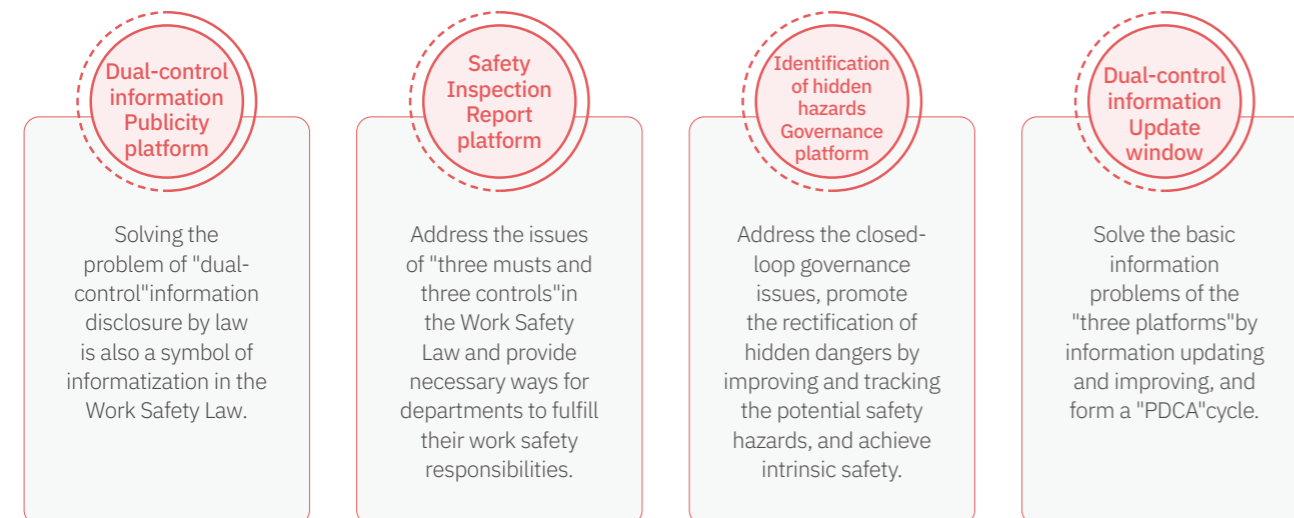 Dual-control
information
Publicity
platform
Solving the
problem of "dual-
control"information
disclosure by law
is also a symbol of
informatization in the
Work Safety Law.
Safety
Inspection
Report
platform
Address the issues
of "three musts and
three controls"in
the Work Safety
Law and provide
necessary ways for
departments to fulfill
their work safety
responsibilities.
Identification
of hidden
hazards
Governance
platform
Address the closed-
loop governance
issues, promote
the rectification of
hidden dangers by
improving and tracking
the potential safety
hazards, and achieve
intrinsic safety.
Dual-control
information
Update
window
Solve the basic
information
problems of the
"three platforms"by
information updating
and improving, and
form a "PDCA"cycle.